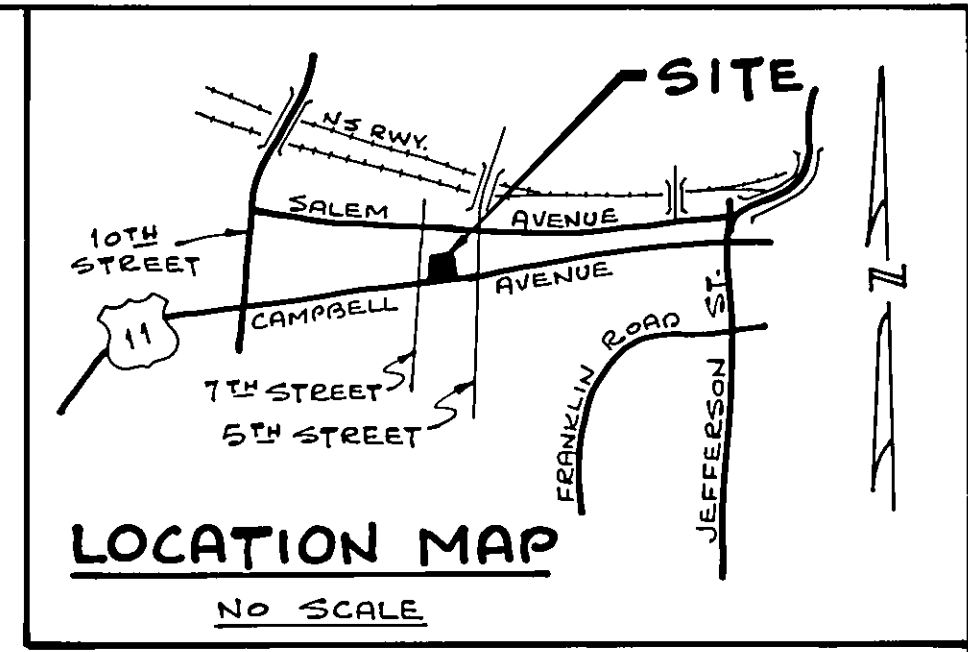 SITE
NS RWY.
SALEM AVENUE
10TH
STREET
CAMPBELL AVENUE
11
7TH STREET
5TH STREET
FRANKLIN ROAD
JEFFERSON ST.
N
LOCATION MAP
NO SCALE